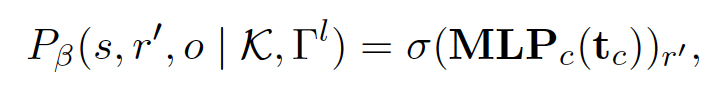 P_β(s, r′, o | 𝒦, Γ^l) = σ(MLP_c(t_c))_{r′},